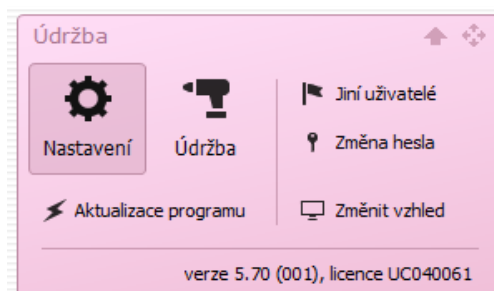 Údržba
Nastavení
Údržba
Jiní uživatelé
Změna hesla
Aktualizace programu
Změnit vzhled
verze 5.70 (001), licence UC040061